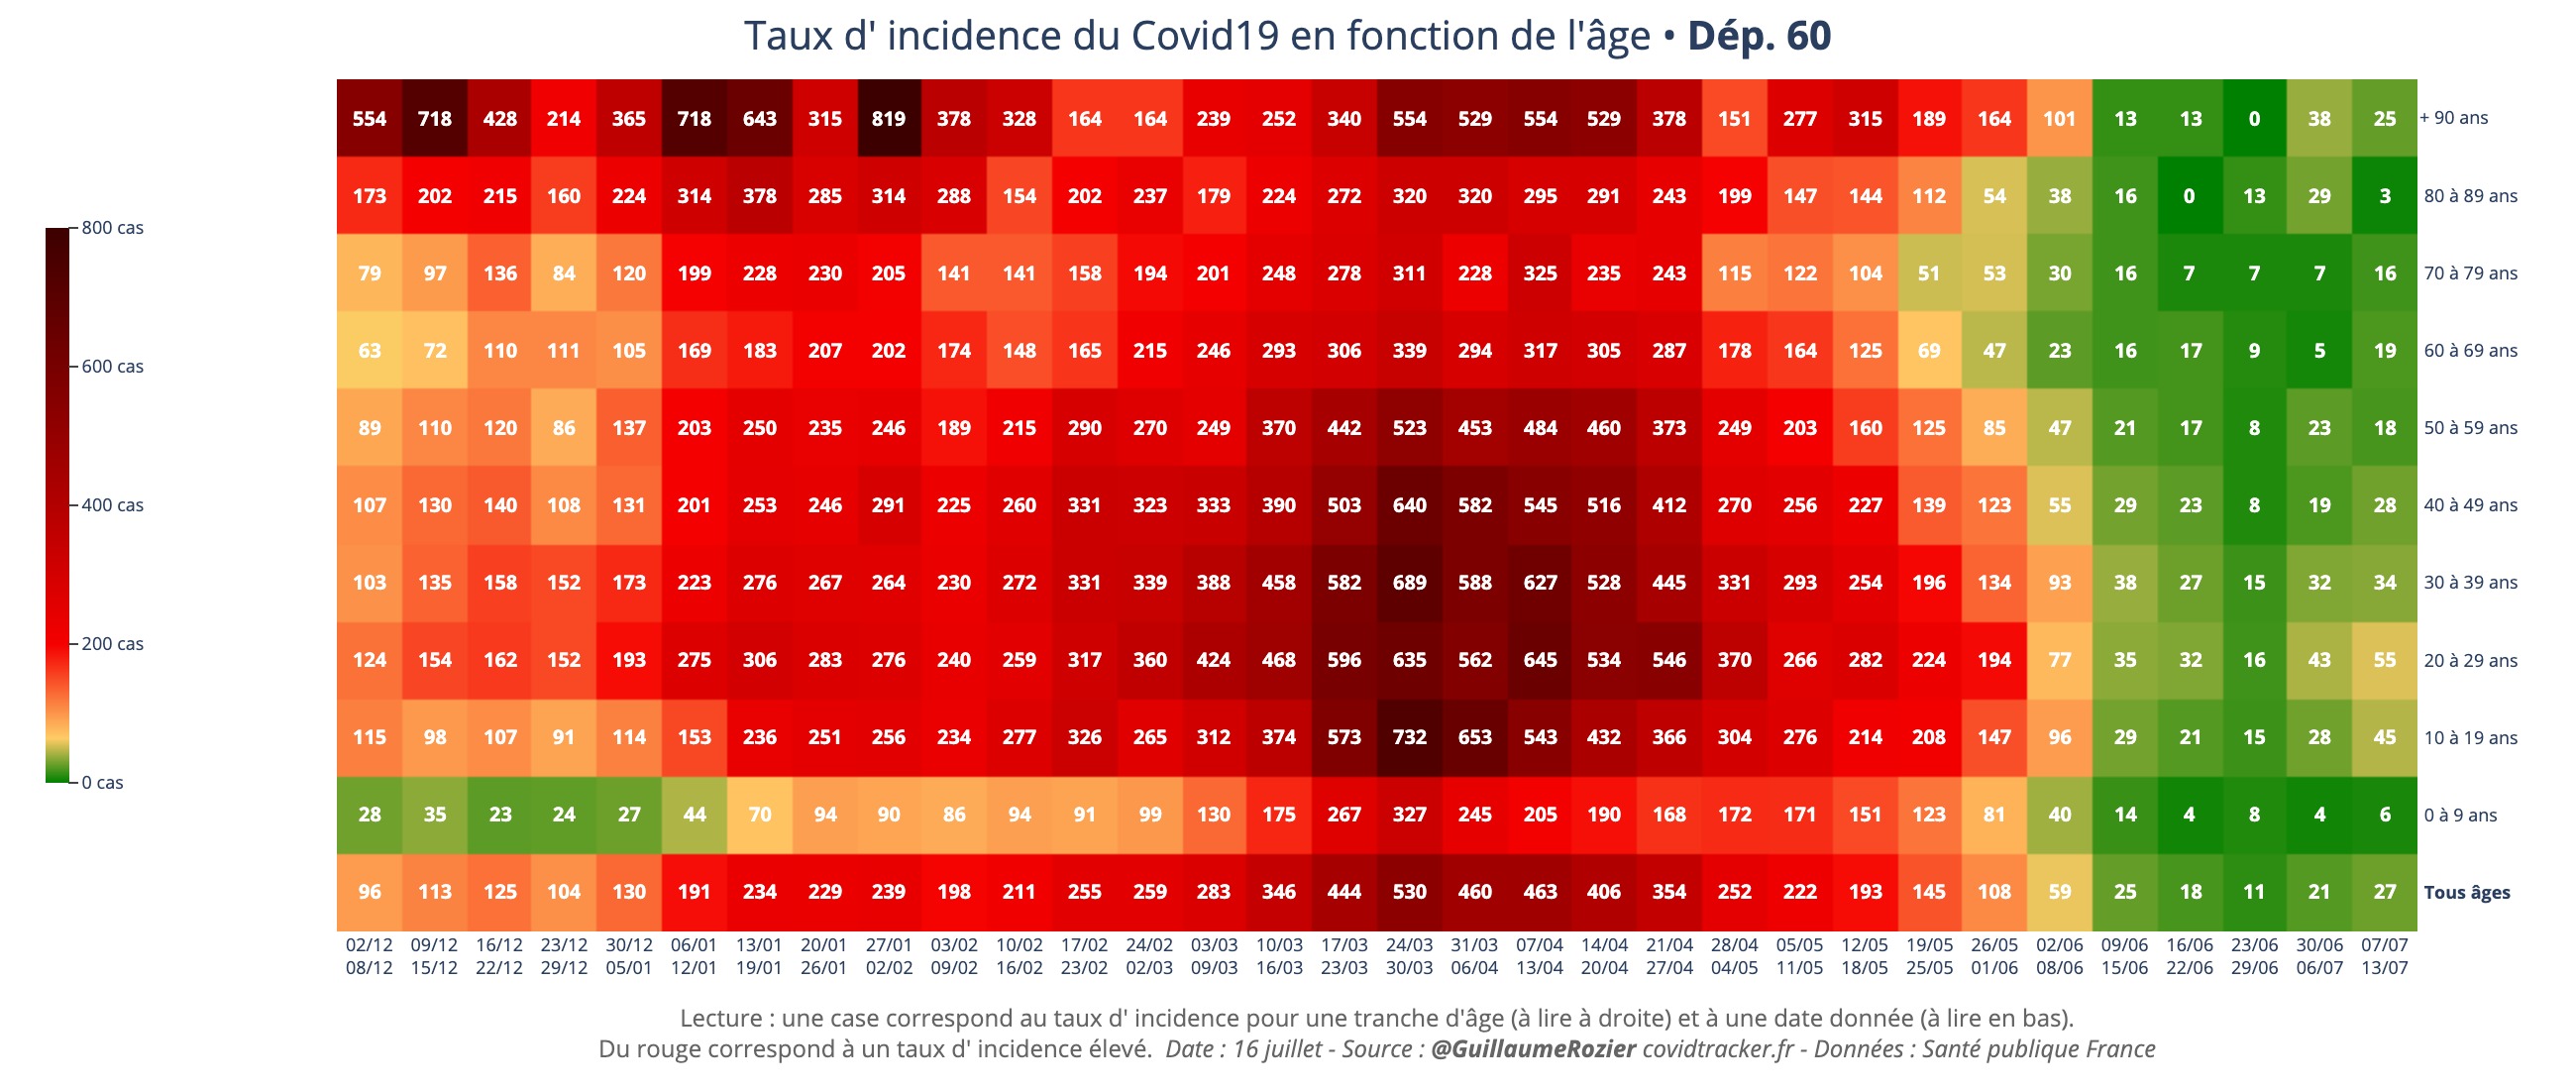 Taux d' incidence du Covid19 en fonction de l'âge • Dép. 60
800 cas
600 cas
400 cas
200 cas
0 cas
554 718 428 214 365 718 643 315 819 378 328 164 164 239 252 340 554 529 554 529 378 151 277 315 189 164 101 13 13 0 38 25 + 90 ans
173 202 215 160 224 314 378 285 314 288 154 202 237 179 224 272 320 320 295 291 243 199 147 144 112 54 38 16 0 13 29 3 80 à 89 ans
79 97 136 84 120 199 228 230 205 141 141 158 194 201 248 278 311 228 325 235 243 115 122 104 51 53 30 16 7 7 7 16 70 à 79 ans
63 72 110 111 105 169 183 207 202 174 148 165 215 246 293 306 339 294 317 305 287 178 164 125 69 47 23 16 17 9 5 19 60 à 69 ans
89 110 120 86 137 203 250 235 246 189 215 290 270 249 370 442 523 453 484 460 373 249 203 160 125 85 47 21 17 8 23 18 50 à 59 ans
107 130 140 108 131 201 253 246 291 225 260 331 323 333 390 503 640 582 545 516 412 270 256 227 139 123 55 29 23 8 19 28 40 à 49 ans
103 135 158 152 173 223 276 267 264 230 272 331 339 388 458 582 689 588 627 528 445 331 293 254 196 134 93 38 27 15 32 34 30 à 39 ans
124 154 162 152 193 275 306 283 276 240 259 317 360 424 468 596 635 562 645 534 546 370 266 282 224 194 77 35 32 16 43 55 20 à 29 ans
115 98 107 91 114 153 236 251 256 234 277 326 265 312 374 573 732 653 543 432 366 304 276 214 208 147 96 29 21 15 28 45 10 à 19 ans
28 35 23 24 27 44 70 94 90 86 94 91 99 130 175 267 327 245 205 190 168 172 171 151 123 81 40 14 4 8 4 6 0 à 9 ans
96 113 125 104 130 191 234 229 239 198 211 255 259 283 346 444 530 460 463 406 354 252 222 193 145 108 59 25 18 11 21 27 Tous âges
02/12 09/12 16/12 23/12 30/12 06/01 13/01 20/01 27/01 03/02 10/02 17/02 24/02 03/03 10/03 17/03 24/03 31/03 07/04 14/04 21/04 28/04 05/05 12/05 19/05 26/05 02/06 09/06 16/06 23/06 30/06 07/07
08/12 15/12 22/12 29/12 05/01 12/01 19/01 26/01 02/02 09/02 16/02 23/02 02/03 09/03 16/03 23/03 30/03 06/04 13/04 20/04 27/04 04/05 11/05 18/05 25/05 01/06 08/06 15/06 22/06 29/06 06/07 13/07
Lecture : une case correspond au taux d' incidence pour une tranche d'âge (à lire à droite) et à une date donnée (à lire en bas).
Du rouge correspond à un taux d' incidence élevé. Date : 16 juillet - Source : @GuillaumeRozier covidtracker.fr - Données : Santé publique France